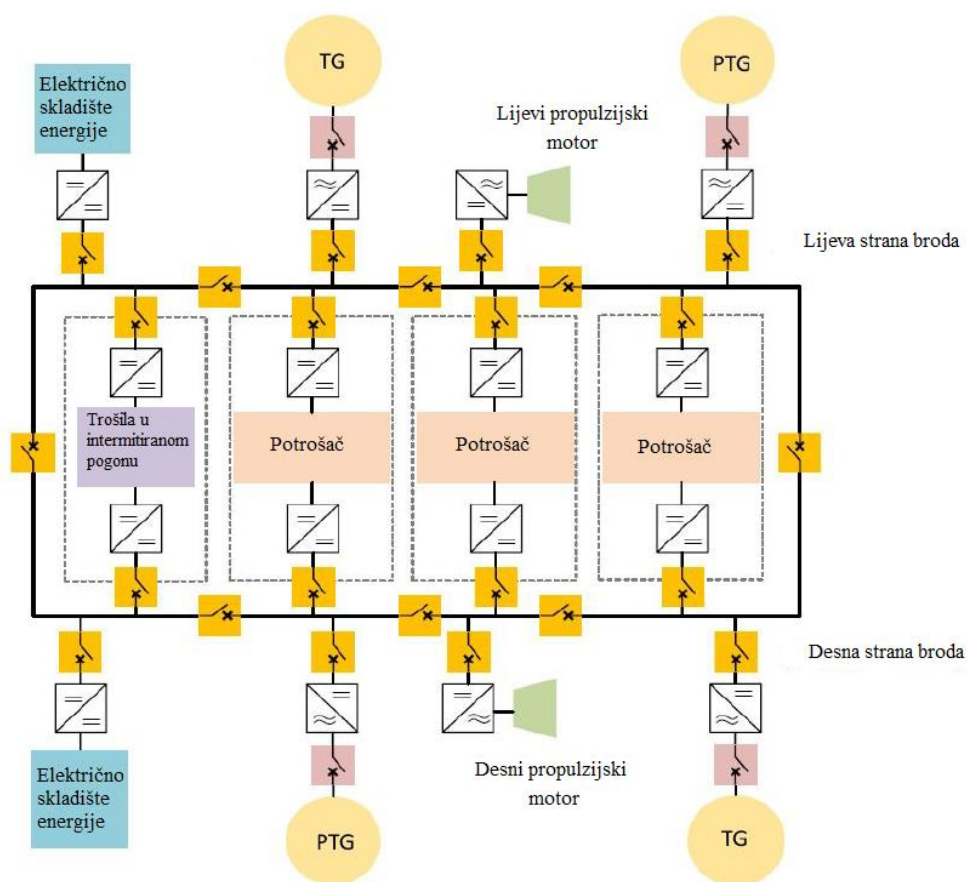 TG
PTG
Električno
skladište
energije
Lijevi propulzijski
motor
Lijeva strana broda
Trošila u
intermitiranom
pogonu
Potrošač
Potrošač
Potrošač
Desna strana broda
Električno
skladište
energije
Desni propulzijski
motor
PTG
TG